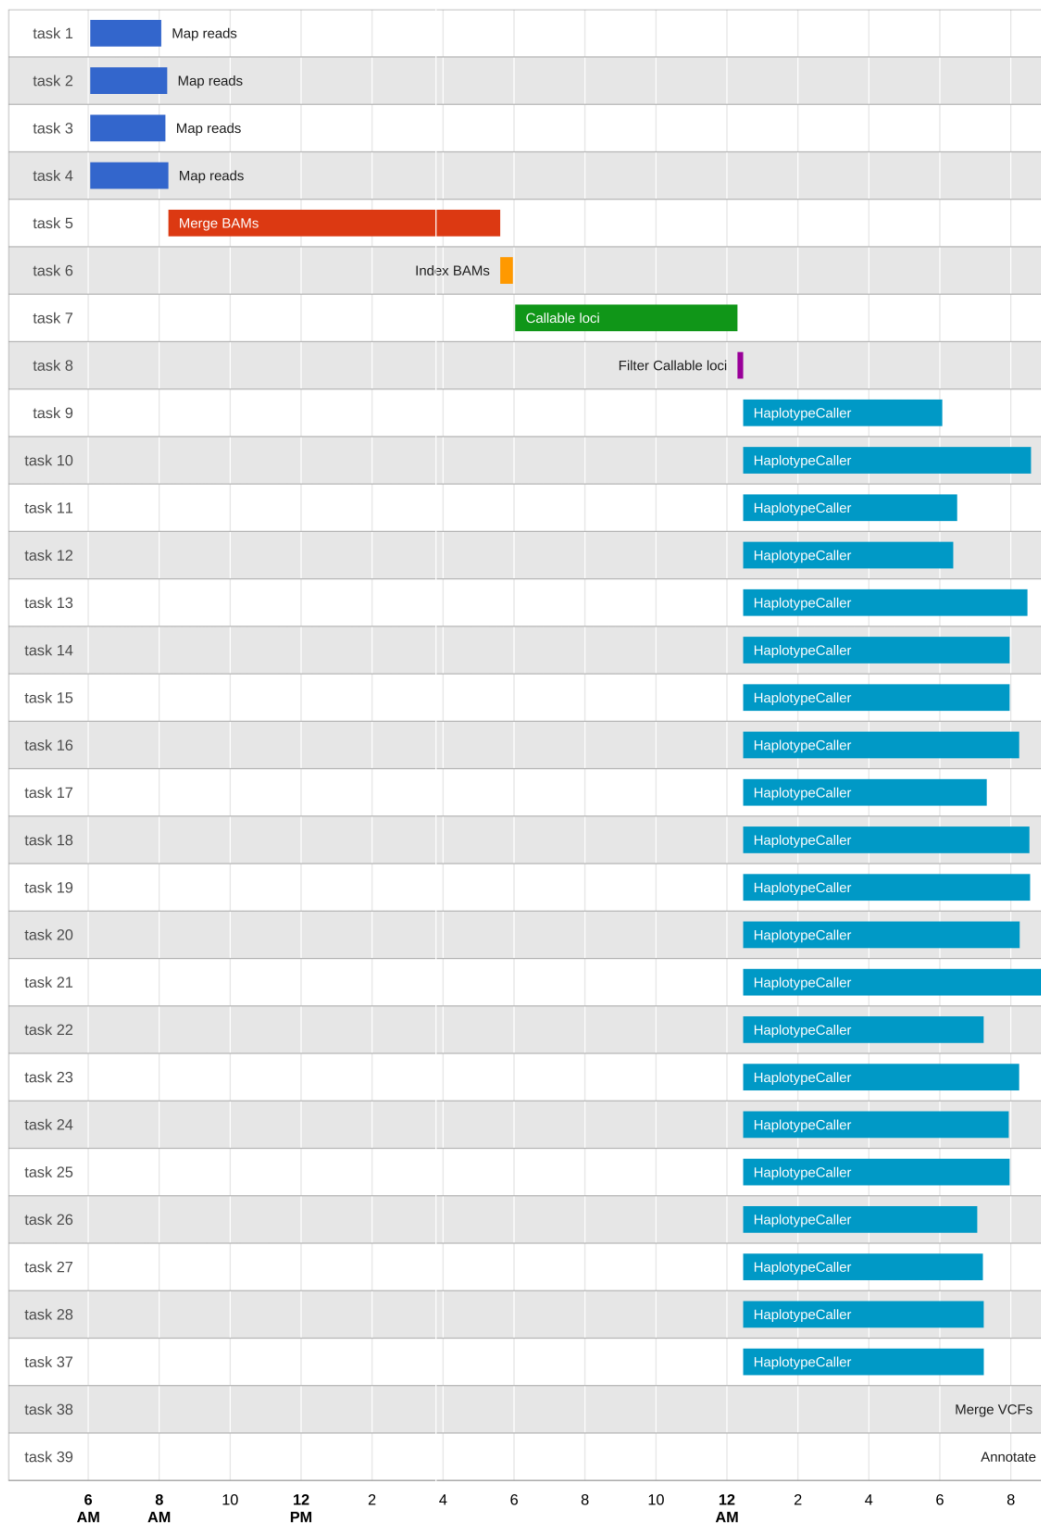 task 1 Map reads
task 2 Map reads
task 3 Map reads
task 4 Map reads
task 5 Merge BAMs
task 6 Index BAMs
task 7 Callable loci
task 8 Filter Callable loci
task 9 HaplotypeCaller
task 10 HaplotypeCaller
task 11 HaplotypeCaller
task 12 HaplotypeCaller
task 13 HaplotypeCaller
task 14 HaplotypeCaller
task 15 HaplotypeCaller
task 16 HaplotypeCaller
task 17 HaplotypeCaller
task 18 HaplotypeCaller
task 19 HaplotypeCaller
task 20 HaplotypeCaller
task 21 HaplotypeCaller
task 22 HaplotypeCaller
task 23 HaplotypeCaller
task 24 HaplotypeCaller
task 25 HaplotypeCaller
task 26 HaplotypeCaller
task 27 HaplotypeCaller
task 28 HaplotypeCaller
task 37 HaplotypeCaller
task 38 Merge VCFs
task 39 Annotate
6 8 10 12 2 4 6 8 10 12 2 4 6 8
AM AM PM AM